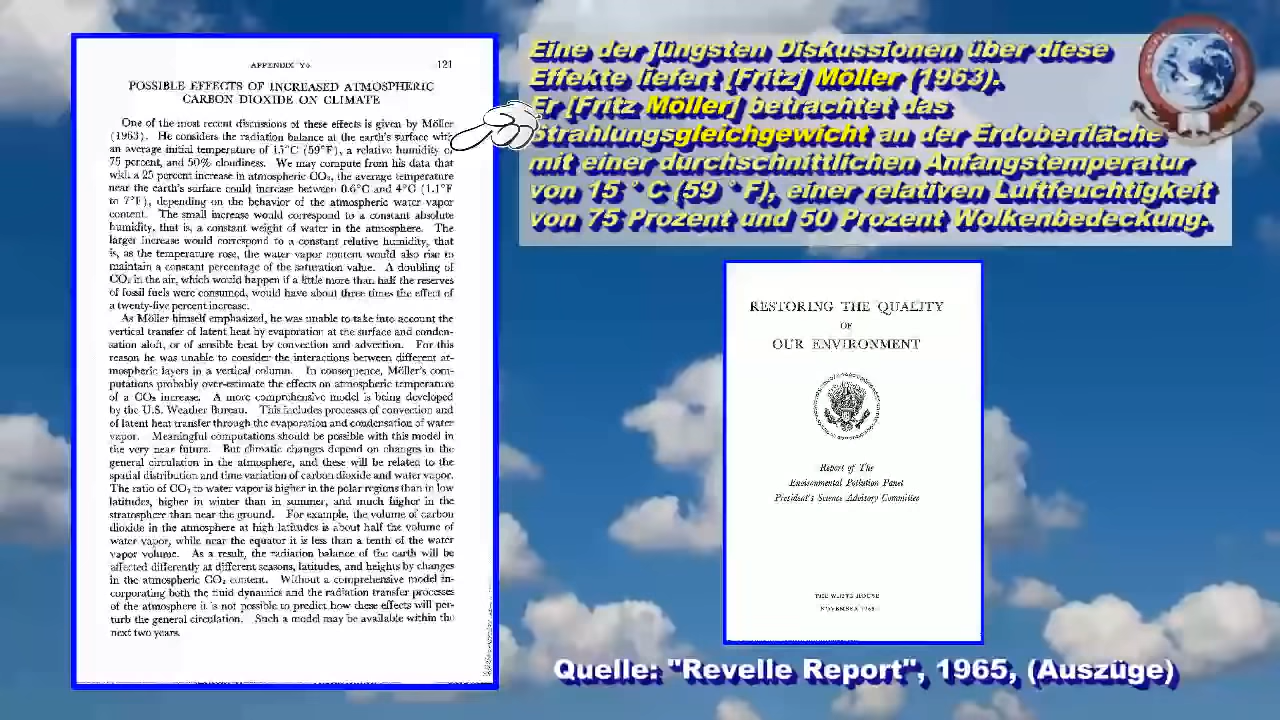 APPENDIX Y4
121
POSSIBLE EFFECTS OF INCREASED ATMOSPHERIC
CARBON DIOXIDE ON CLIMATE
One of the most recent discussions of these effects is given by Möller
(1963). He considers the radiation balance at the earth's surface with
an average initial temperature of 15°C (59°F), a relative humidity of
75 percent, and 50% cloudiness. We may compute from his data that
with a 25 percent increase in atmospheric CO₂, the average temperature
near the earth's surface could increase between 0.6°C and 4°C (1.1°F
to 7°F), depending on the behavior of the atmospheric water vapor
content. The small increase would correspond to a constant absolute
humidity, that is, a constant weight of water in the atmosphere. The
larger increase would correspond to a constant relative humidity, that
is, as the temperature rose, the water vapor content would also rise to
maintain a constant percentage of the saturation value. A doubling of
CO₂ in the air, which would happen if a little more than half the reserves
of fossil fuels were consumed, would have about three times the effect of
a twenty-five percent increase.
As Möller himself emphasized, he was unable to take into account the
vertical transfer of latent heat by evaporation at the surface and conden-
sation aloft, or of sensible heat by convection and advection. For this
reason he was unable to consider the interactions between different at-
mospheric layers in a vertical column. In consequence, Möller's com-
putations probably over-estimate the effects on atmospheric temperature
of a CO₂ increase. A more comprehensive model is being developed
by the U.S. Weather Bureau. This includes processes of convection and
of latent heat transfer through the evaporation and condensation of water
vapor. Meaningful computations should be possible with this model in
the very near future. But climatic changes depend on changes in the
general circulation in the atmosphere, and these will be related to the
spatial distribution and time variation of carbon dioxide and water vapor.
The ratio of CO₂ to water vapor is higher in the polar regions than in low
latitudes, higher in winter than in summer, and much higher in the
stratosphere than near the ground. For example, the volume of carbon
dioxide in the atmosphere at high latitudes is about half the volume of
water vapor, while near the equator it is less than a tenth of the water
vapor volume. As a result, the radiation balance of the earth will be
affected differently at different seasons, latitudes, and heights by changes
in the atmospheric CO₂ content. Without a comprehensive model in-
corporating both the fluid dynamics and the radiation transfer processes
of the atmosphere it is not possible to predict how these effects will per-
turb the general circulation. Such a model may be available within the
next two years.
Eine der jüngsten Diskussionen über diese
Effekte liefert [Fritz] Möller (1963).
Er [Fritz Möller] betrachtet das
Strahlungsgleichgewicht an der Erdoberfläche
mit einer durchschnittlichen Anfangstemperatur
von 15 ° C (59 ° F), einer relativen Luftfeuchtigkeit
von 75 Prozent und 50 Prozent Wolkenbedeckung.
RESTORING THE QUALITY
OF
OUR ENVIRONMENT
Report of The
Environmental Pollution Panel
President's Science Advisory Committee
THE WHITE HOUSE
NOVEMBER 1965
Quelle: "Revelle Report", 1965, (Auszüge)